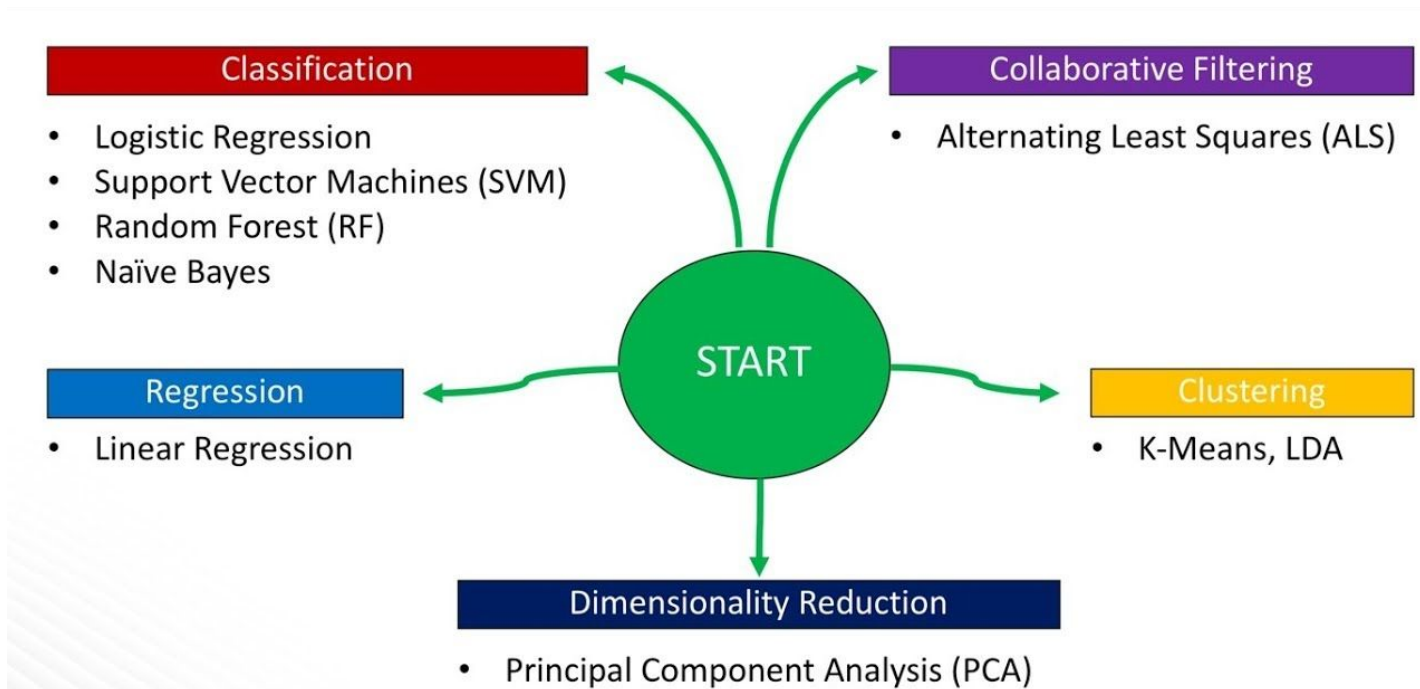 Classification
• Logistic Regression
• Support Vector Machines (SVM)
• Random Forest (RF)
• Naïve Bayes
Collaborative Filtering
• Alternating Least Squares (ALS)
START
Regression
• Linear Regression
Clustering
• K-Means, LDA
Dimensionality Reduction
• Principal Component Analysis (PCA)